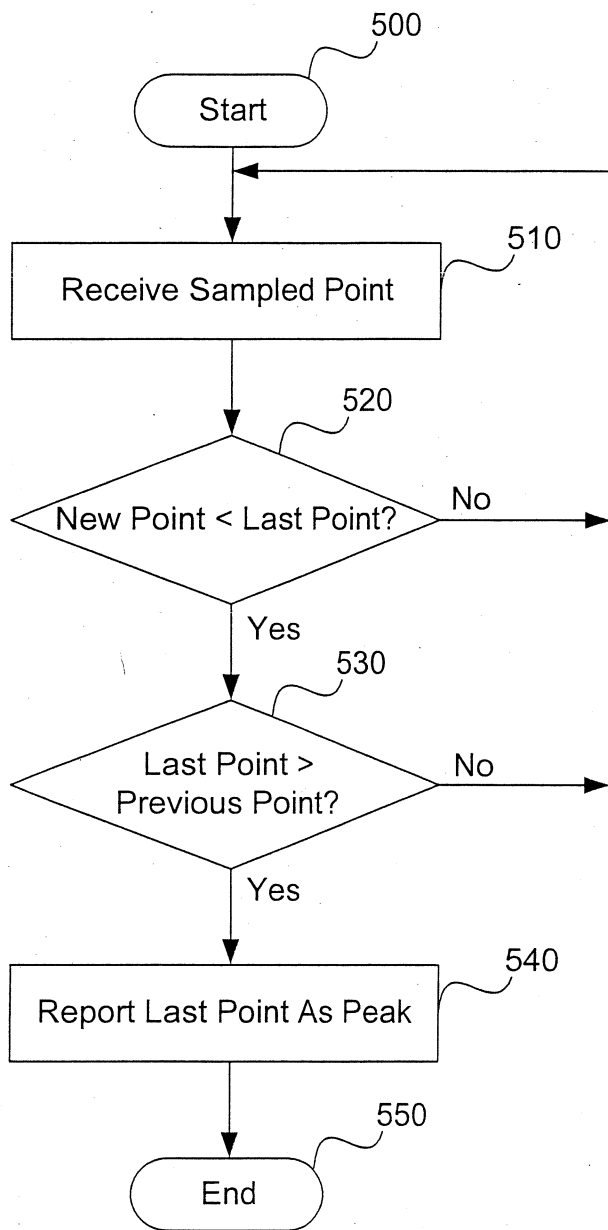 500
Start
510
Receive Sampled Point
520
New Point < Last Point?
No
Yes
530
Last Point >
Previous Point?
No
Yes
540
Report Last Point As Peak
550
End